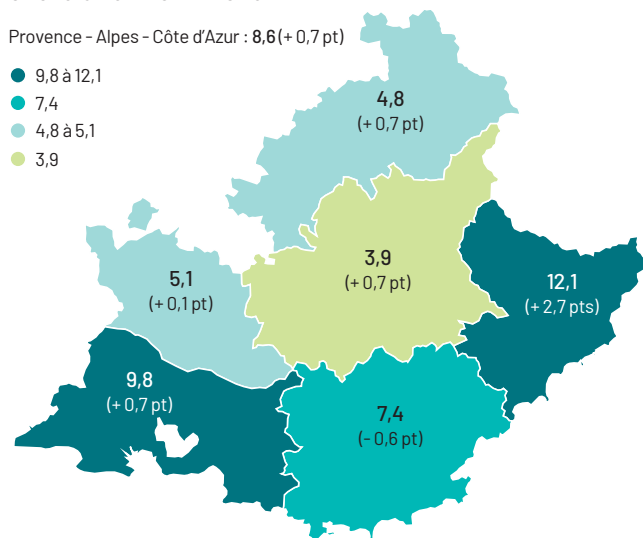 Provence - Alpes - Côte d'Azur : 8,6 (+ 0,7 pt)
9,8 à 12,1
7,4
4,8 à 5,1
3,9
4,8
(+ 0,7 pt)
3,9
(+ 0,7 pt)
5,1
(+ 0,1 pt)
12,1
(+ 2,7 pts)
9,8
(+ 0,7 pt)
7,4
(- 0,6 pt)